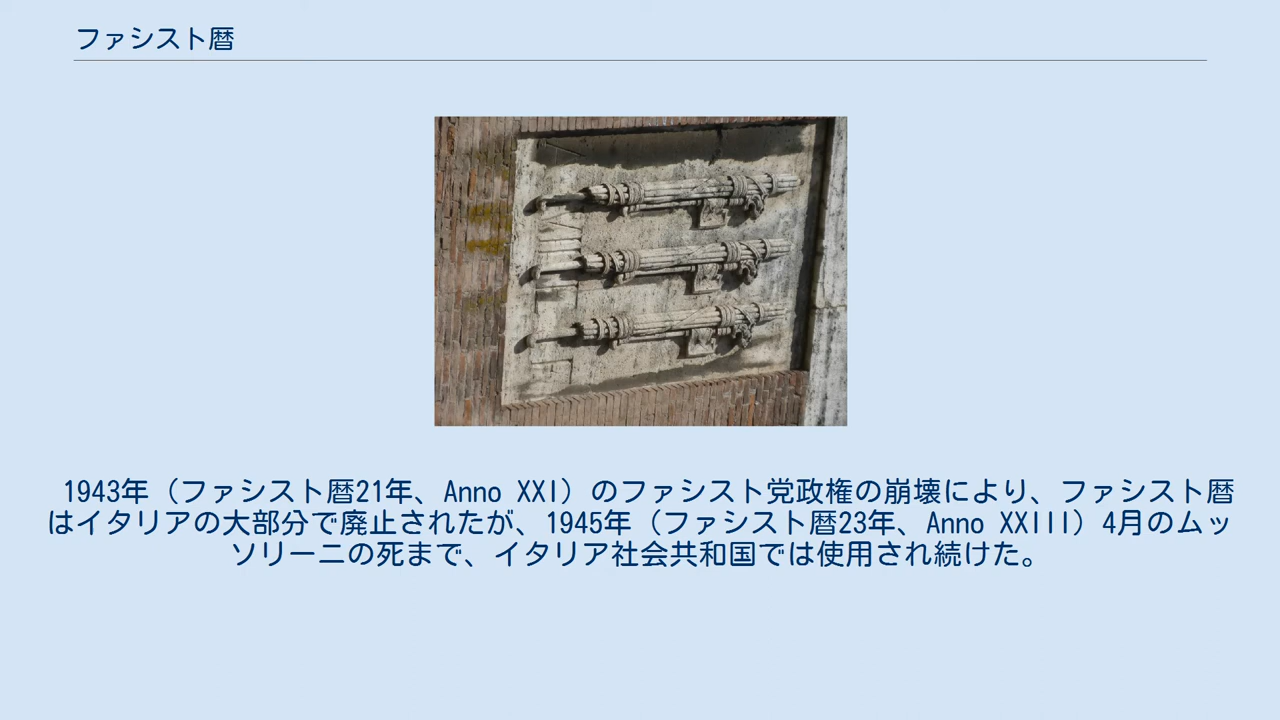 ファシスト暦
1943年（ファシスト暦21年、Anno XXI）のファシスト党政権の崩壊により、ファシスト暦
はイタリアの大部分で廃止されたが、1945年（ファシスト暦23年、Anno XXIII）4月のムッ
ソリーニの死まで、イタリア社会共和国では使用され続けた。